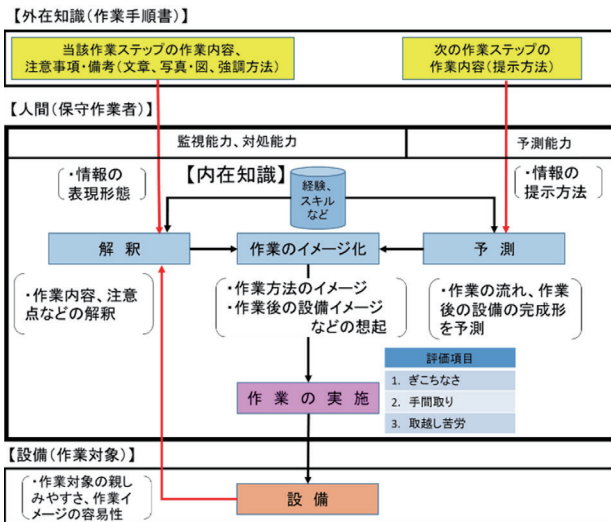 【外在知識(作業手順書)】
当該作業ステップの作業内容、
注意事項・備考(文章、写真・図、強調方法)
次の作業ステップの
作業内容(提示方法)
【人間(保守作業者)】
監視能力、対処能力
予測能力
・情報の
表現形態
【内在知識】
経験、
スキル
など
・情報の
提示方法
解 釈
作業のイメージ化
予 測
・作業内容、注意
点などの解釈
・作業方法のイメージ
・作業後の設備イメージ
などの想起
・作業の流れ、作業
後の設備の完成形
を予測
評価項目
1. ぎこちなさ
2. 手間取り
3. 取越し苦労
作 業 の 実 施
【設備(作業対象)】
・作業対象の親し
みやすさ、作業イ
メージの容易性
設 備